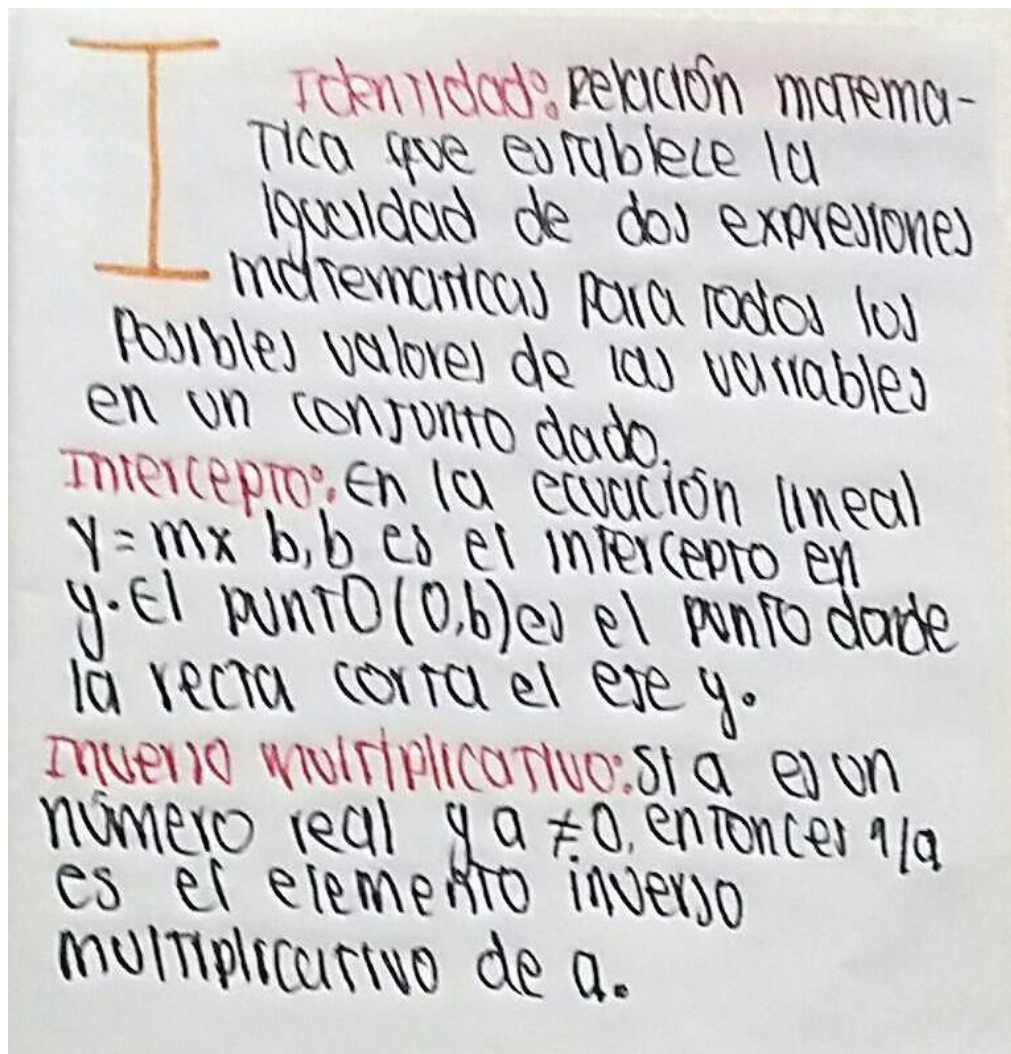 I
Identidad: Relación matema-
tica que establece la
igualdad de dos expresiones
matematicas para todos los
posibles valores de las variables
en un conjunto dado.
Intercepto: En la ecuación lineal
y=mx b, b es el intercepto en
y. El punto (0,b) es el punto donde
la recta corta el eje y.
Inverso multiplicativo: si a es un
número real y a ≠ 0, entonces 1/a
es el elemento inverso
multiplicativo de a.